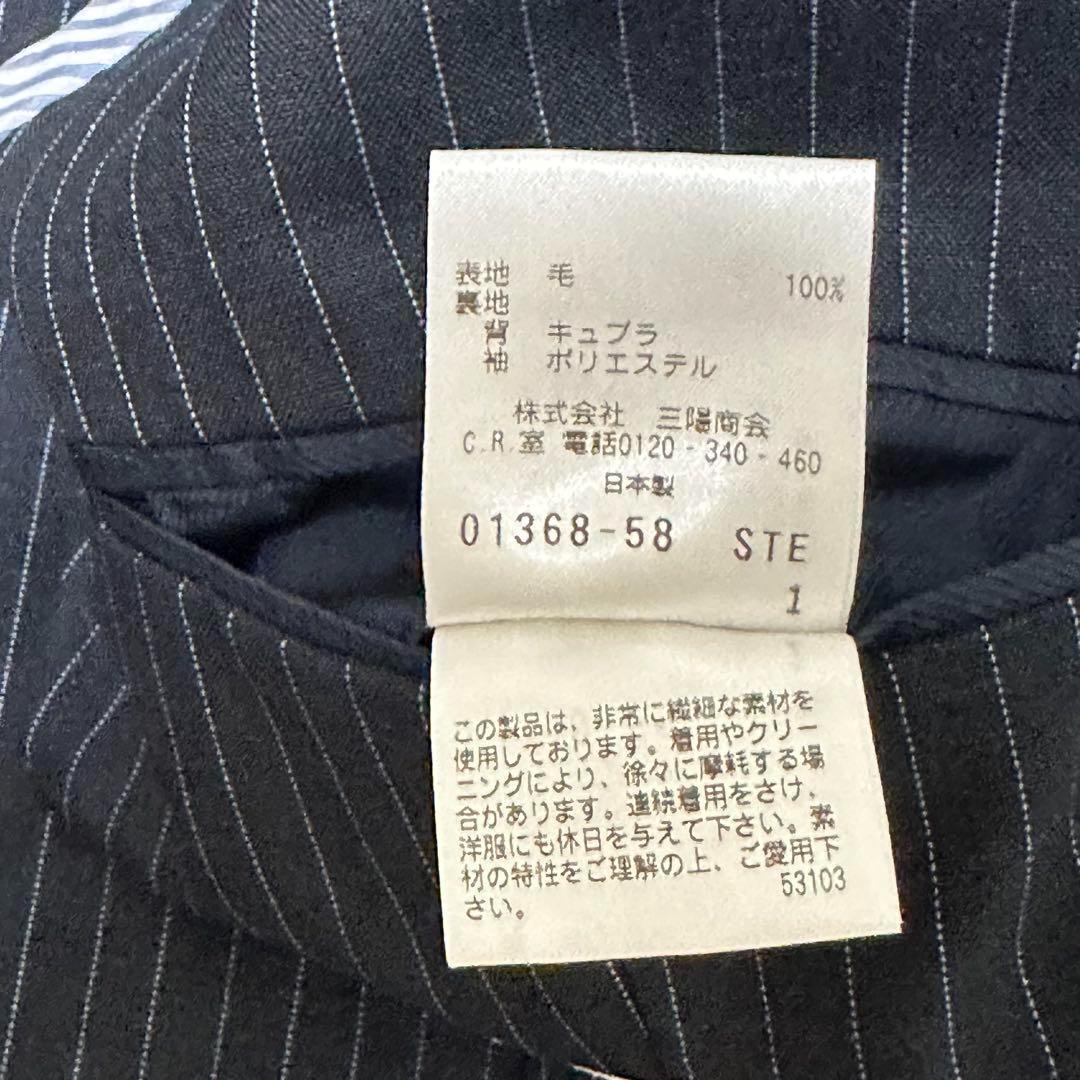 表地 毛 100%
裏地
背 キュプラ
袖 ポリエステル
株式会社 三陽商会
C.R.室 電話0120-340-460
日本製
01368-58 STE
1
この製品は、非常に繊細な素材を
使用しております。着用やクリー
ニングにより、徐々に摩耗する場
合があります。連続着用をさけ、
洋服にも休日を与えて下さい。素
材の特性をご理解の上、ご愛用下
さい。 53103